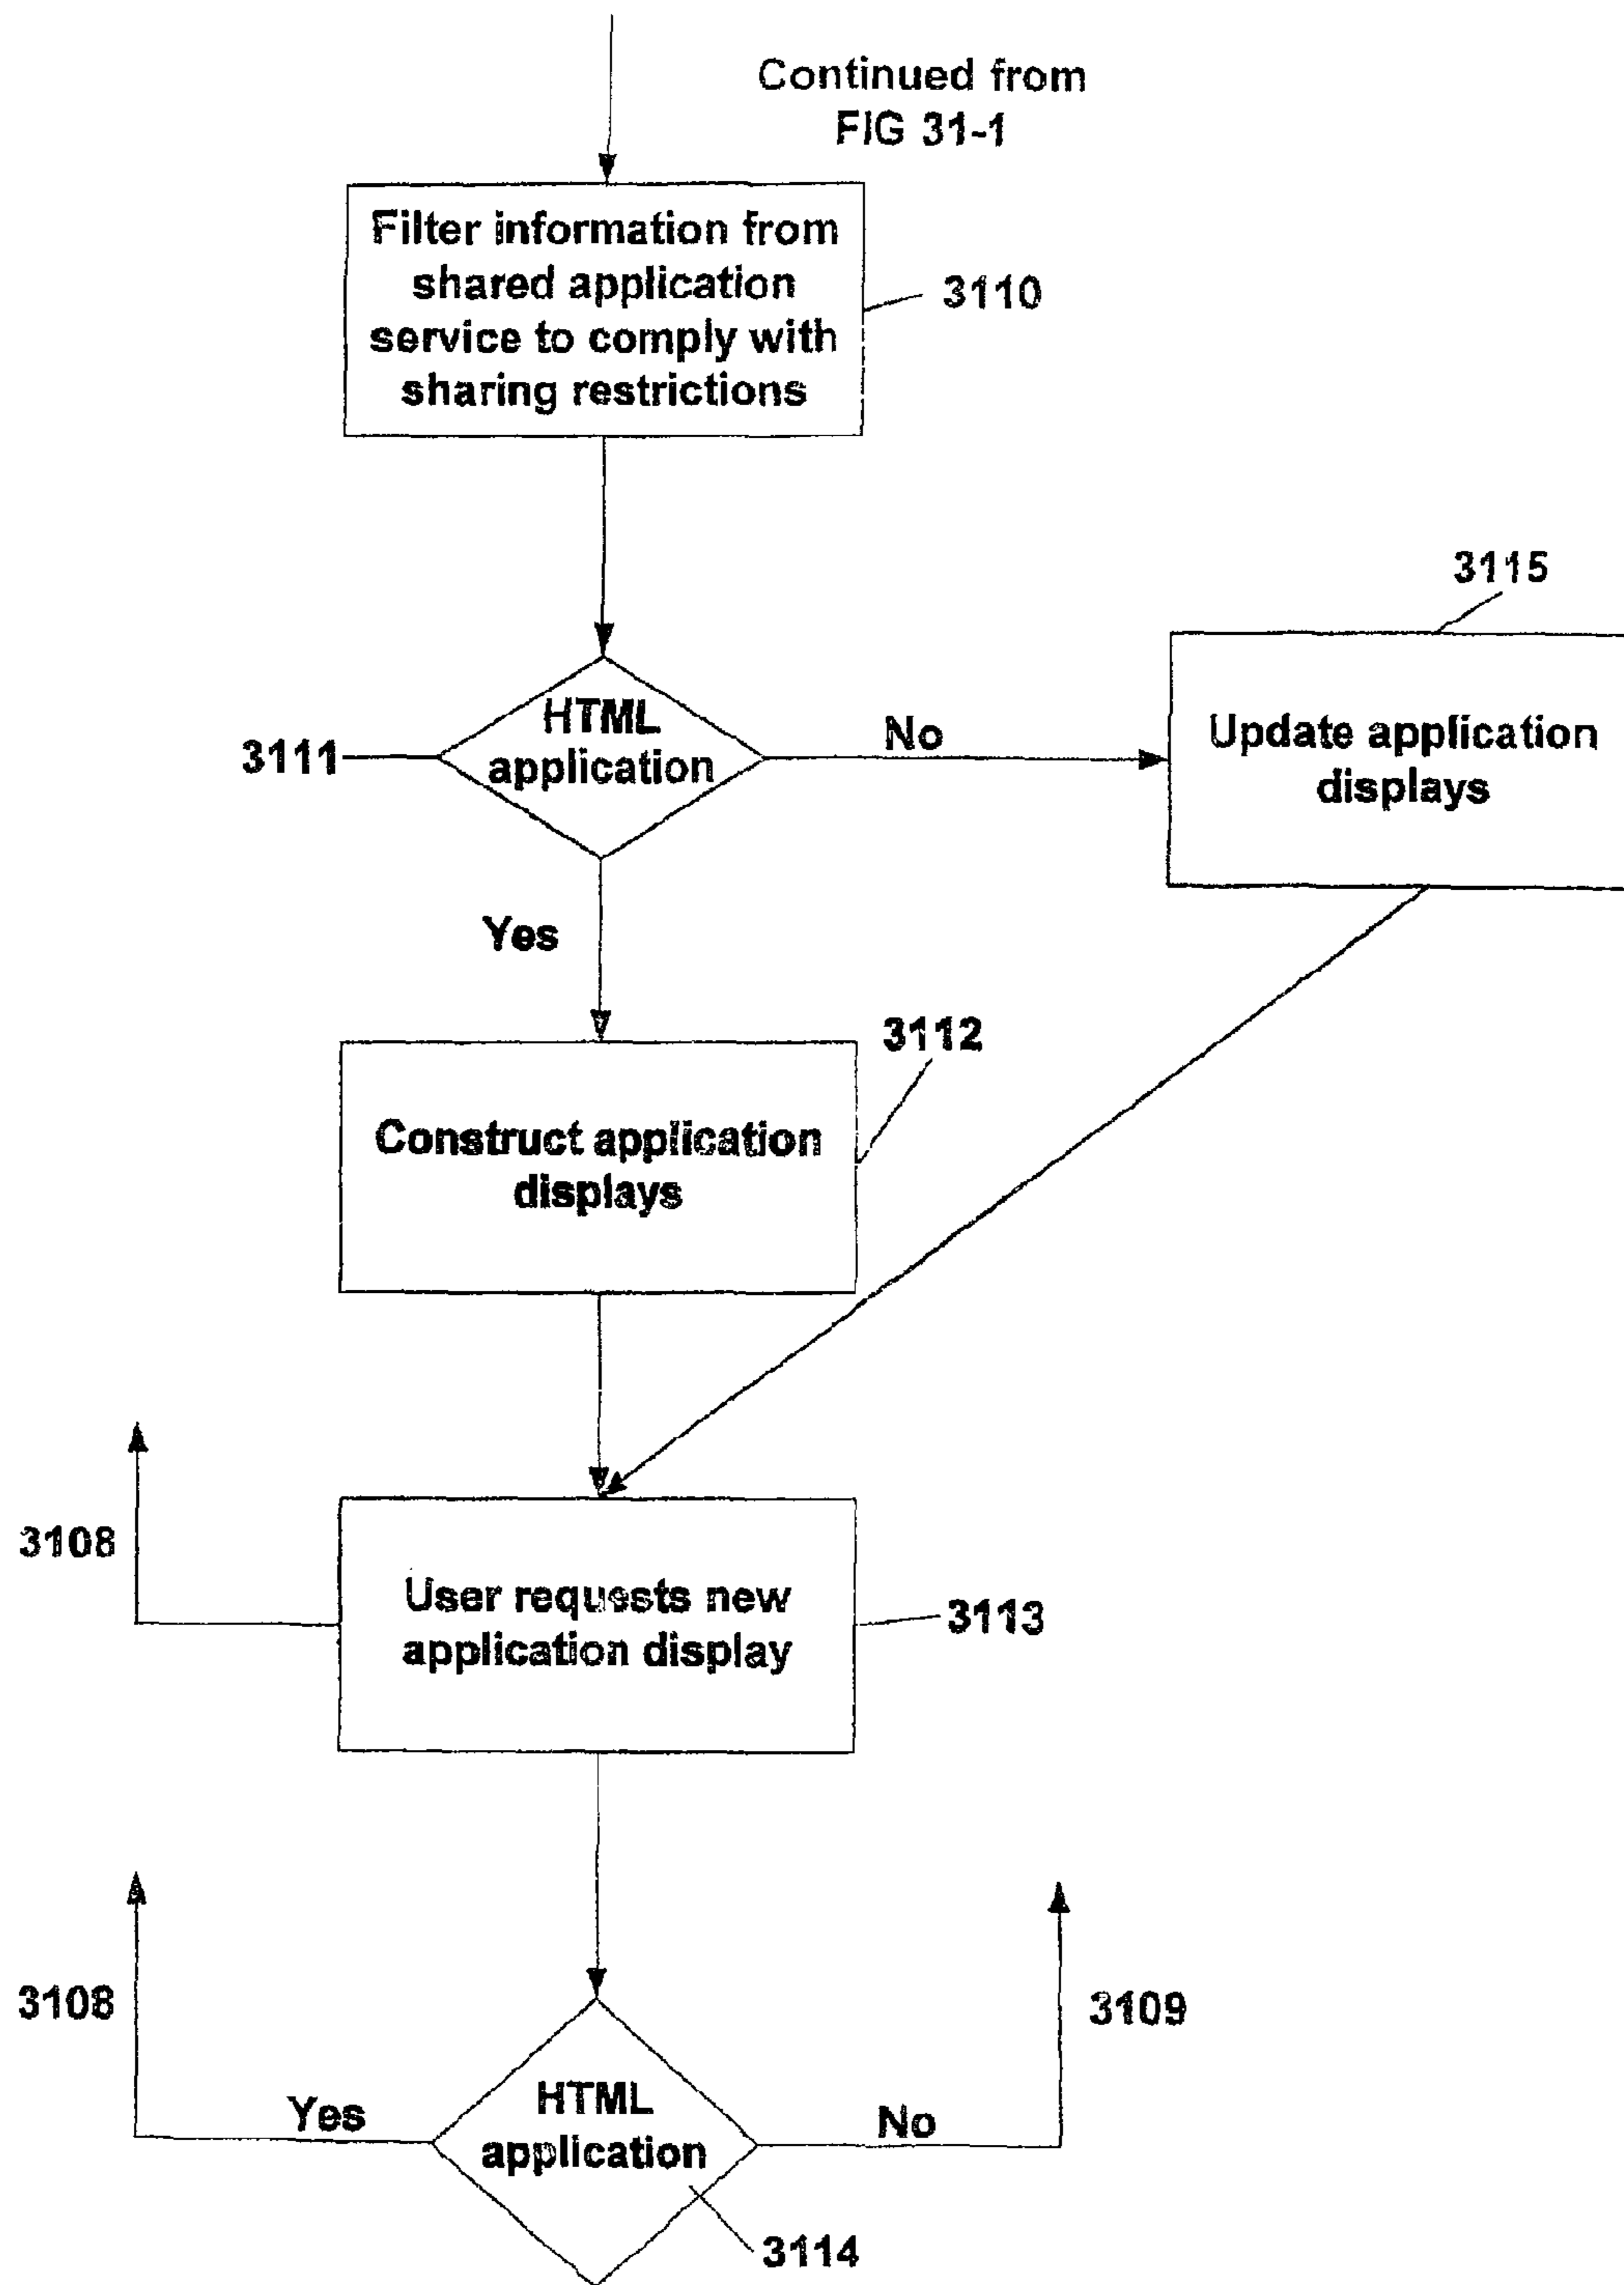 Continued from
FIG 31-1
Filter information from
shared application
service to comply with
sharing restrictions
3110
3115
HTML
application
3111
No
Update application
displays
Yes
3112
Construct application
displays
3108
User requests new
application display
3113
3108
3109
Yes
HTML
application
No
3114